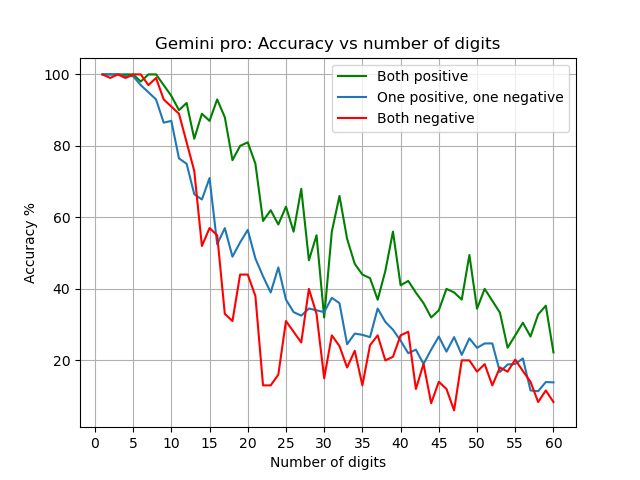 Gemini pro: Accuracy vs number of digits
Both positive
One positive, one negative
Both negative
Accuracy %
100
80
60
40
20
0 5 10 15 20 25 30 35 40 45 50 55 60
Number of digits